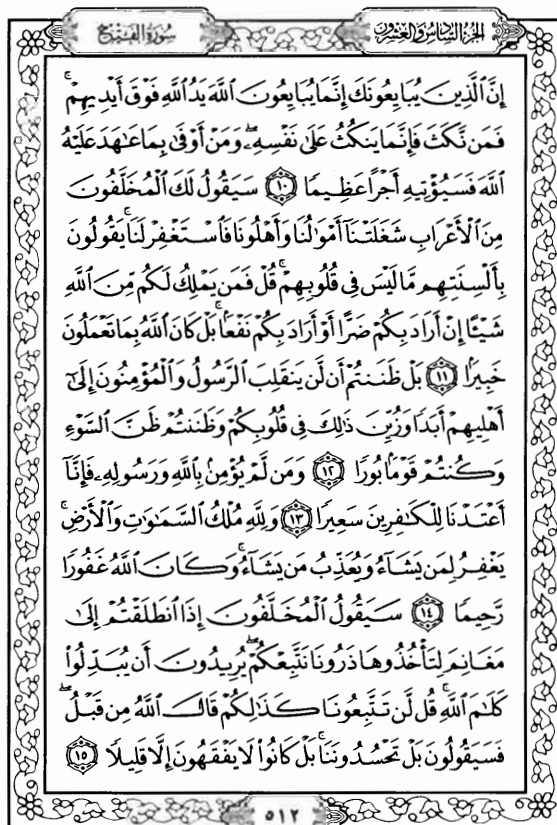 الجزء السادس والعشرون
سورة الفتح
إِنَّ ٱلَّذِينَ يُبَايِعُونَكَ إِنَّمَا يُبَايِعُونَ ٱللَّهَ يَدُ ٱللَّهِ فَوْقَ أَيْدِيهِمْۚ
فَمَن نَّكَثَ فَإِنَّمَا يَنكُثُ عَلَىٰ نَفْسِهِۦۖ وَمَنْ أَوْفَىٰ بِمَا عَٰهَدَ عَلَيْهُ
ٱللَّهَ فَسَيُؤْتِيهِ أَجْرًا عَظِيمًا ١٠ سَيَقُولُ لَكَ ٱلْمُخَلَّفُونَ
مِنَ ٱلْأَعْرَابِ شَغَلَتْنَآ أَمْوَٰلُنَا وَأَهْلُونَا فَٱسْتَغْفِرْ لَنَاۚ يَقُولُونَ
بِأَلْسِنَتِهِم مَّا لَيْسَ فِى قُلُوبِهِمْۚ قُلْ فَمَن يَمْلِكُ لَكُم مِّنَ ٱللَّهِ
شَيْـًٔا إِنْ أَرَادَ بِكُمْ ضَرًّا أَوْ أَرَادَ بِكُمْ نَفْعَۢاۚ بَلْ كَانَ ٱللَّهُ بِمَا تَعْمَلُونَ
خَبِيرَۢا ١١ بَلْ ظَنَنتُمْ أَن لَّن يَنقَلِبَ ٱلرَّسُولُ وَٱلْمُؤْمِنُونَ إِلَىٰٓ
أَهْلِيهِمْ أَبَدًا وَزُيِّنَ ذَٰلِكَ فِى قُلُوبِكُمْ وَظَنَنتُمْ ظَنَّ ٱلسَّوْءِ
وَكُنتُمْ قَوْمَۢا بُورًا ١٢ وَمَن لَّمْ يُؤْمِنۢ بِٱللَّهِ وَرَسُولِهِۦ فَإِنَّآ
أَعْتَدْنَا لِلْكَٰفِرِينَ سَعِيرًا ١٣ وَلِلَّهِ مُلْكُ ٱلسَّمَٰوَٰتِ وَٱلْأَرْضِۚ
يَغْفِرُ لِمَن يَشَآءُ وَيُعَذِّبُ مَن يَشَآءُۚ وَكَانَ ٱللَّهُ غَفُورًا
رَّحِيمًا ١٤ سَيَقُولُ ٱلْمُخَلَّفُونَ إِذَا ٱنطَلَقْتُمْ إِلَىٰ
مَغَانِمَ لِتَأْخُذُوهَا ذَرُونَا نَتَّبِعْكُمْۖ يُرِيدُونَ أَن يُبَدِّلُوا۟
كَلَٰمَ ٱللَّهِۚ قُل لَّن تَتَّبِعُونَا كَذَٰلِكُمْ قَالَ ٱللَّهُ مِن قَبْلُۖ
فَسَيَقُولُونَ بَلْ تَحْسُدُونَنَاۚ بَلْ كَانُوا۟ لَا يَفْقَهُونَ إِلَّا قَلِيلًا ١٥
٥١٢